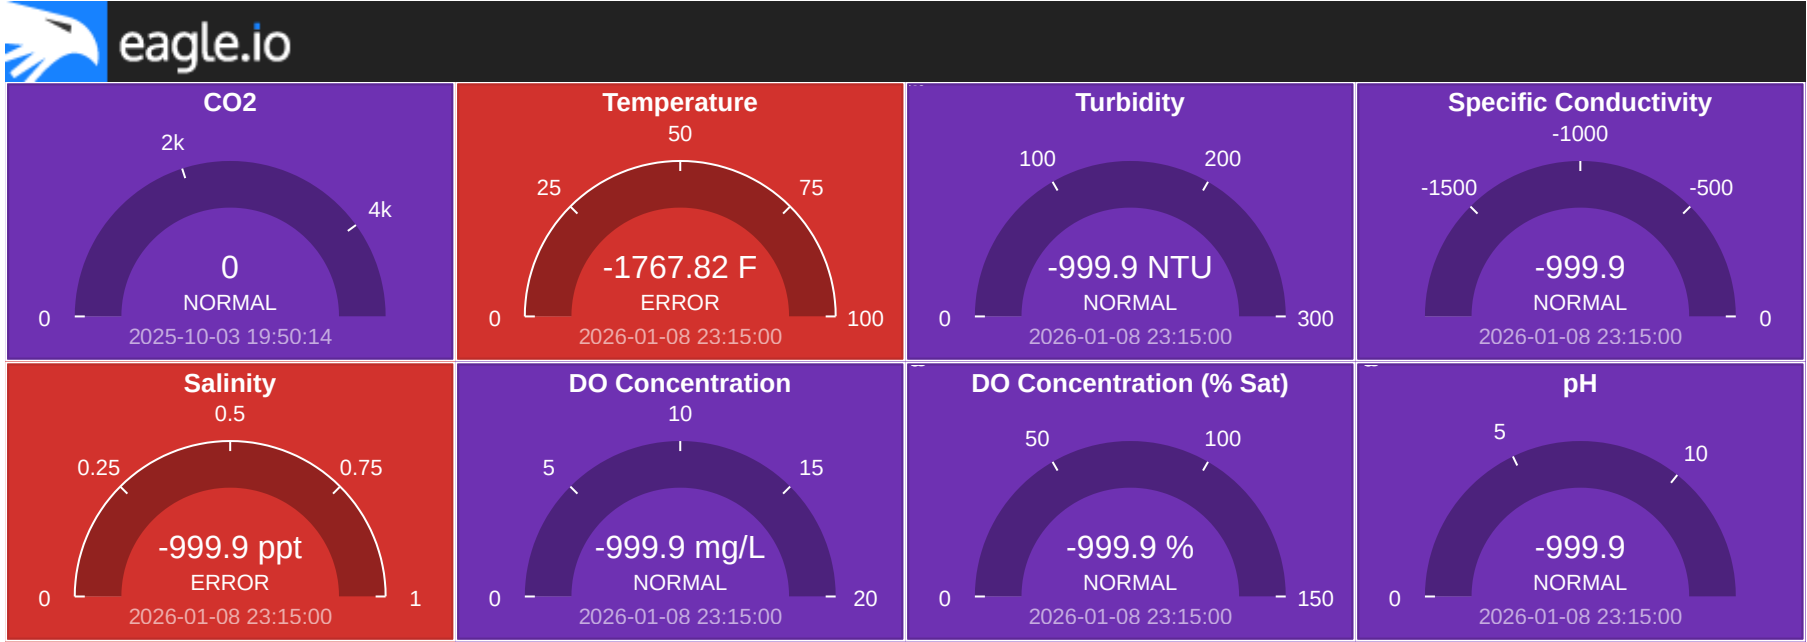 eagle.io
CO2
2k
4k
0
0
NORMAL
2025-10-03 19:50:14
Temperature
50
25
75
-1767.82 F
ERROR
0
100
2026-01-08 23:15:00
Turbidity
100
200
-999.9 NTU
NORMAL
0
300
2026-01-08 23:15:00
Specific Conductivity
-1000
-1500
-500
-999.9
NORMAL
0
2026-01-08 23:15:00
Salinity
0.5
0.25
0.75
-999.9 ppt
ERROR
0
1
2026-01-08 23:15:00
DO Concentration
10
5
15
-999.9 mg/L
NORMAL
0
20
2026-01-08 23:15:00
DO Concentration (% Sat)
50
100
-999.9 %
NORMAL
0
150
2026-01-08 23:15:00
pH
5
10
-999.9
NORMAL
0
2026-01-08 23:15:00